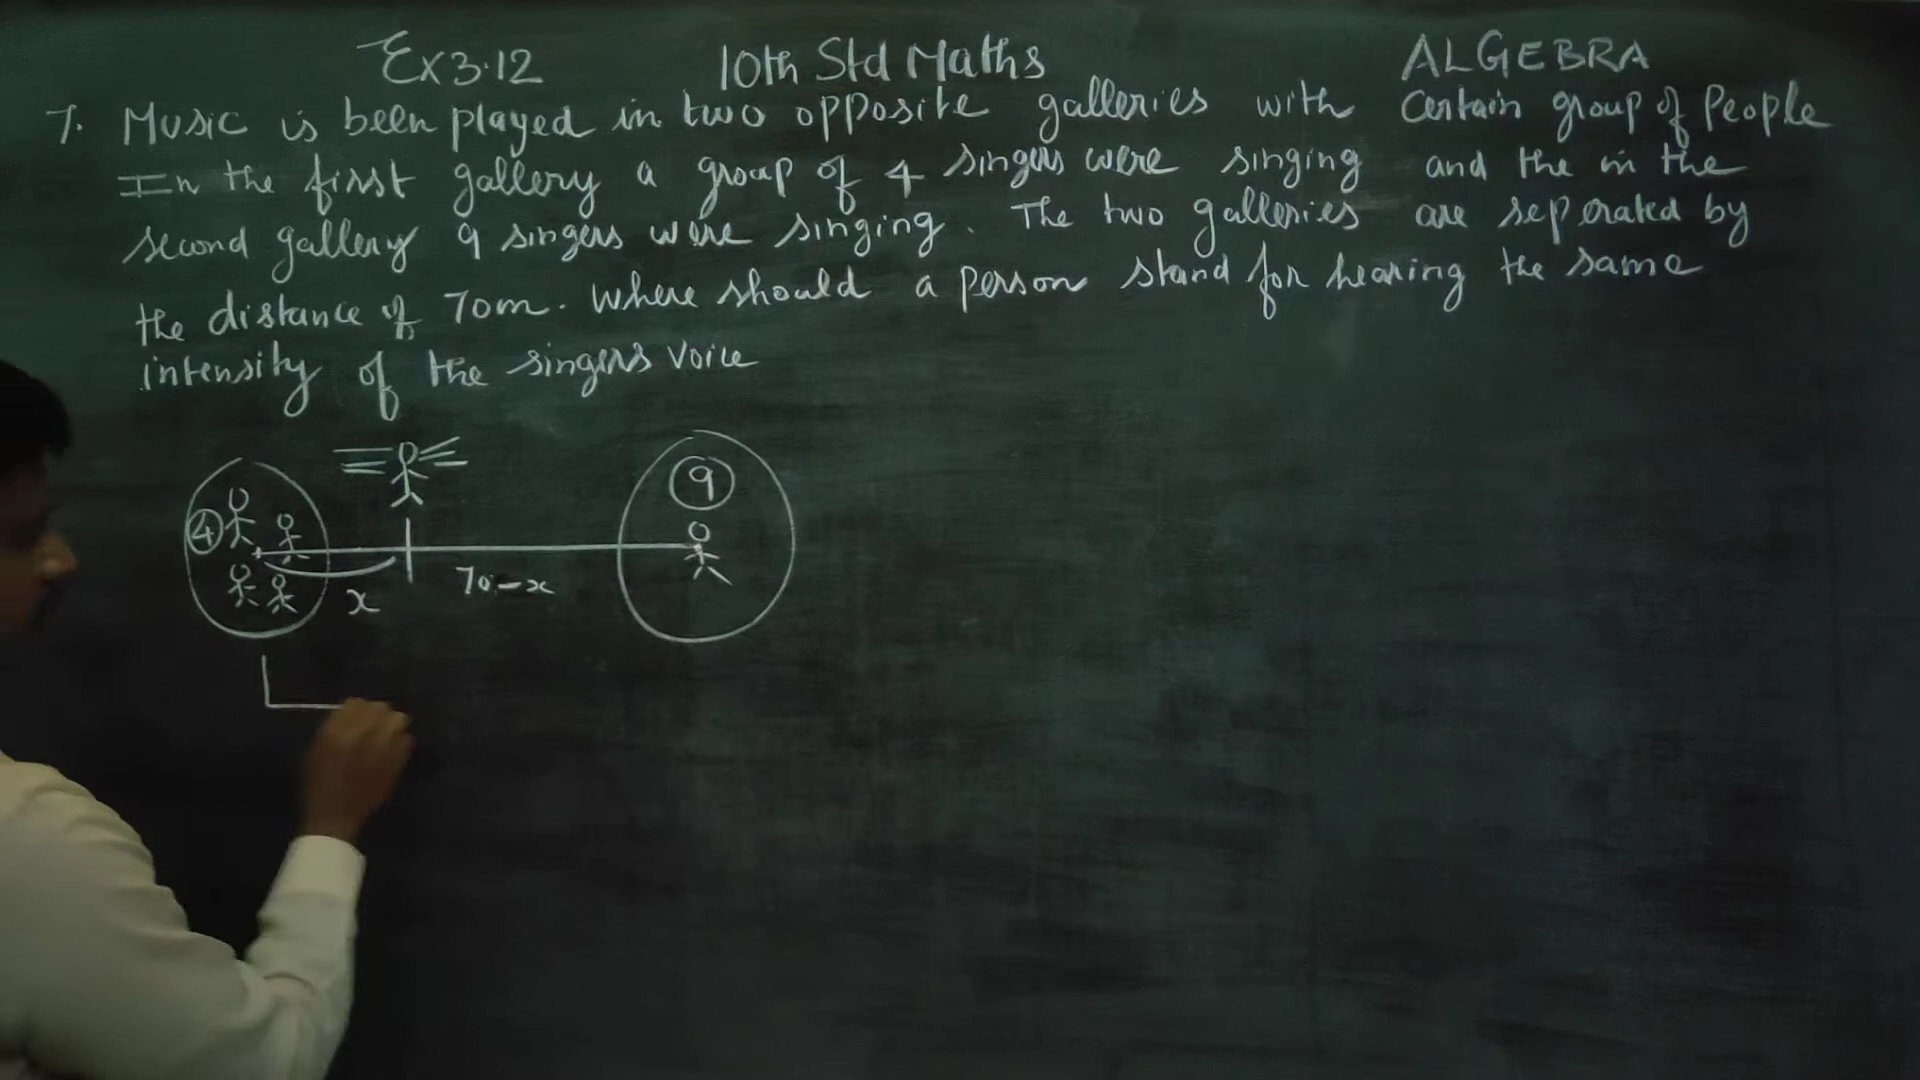 Ex3.12 10th Std Maths ALGEBRA
7. Music is been played in two opposite galleries with Certain group of People
In the first gallery a group of 4 singers were singing and the in the
second gallery 9 singers were singing. The two galleries are seperated by
the distance of 70m. Where should a person stand for hearing the same
intensity of the singers voice
9
4
70-x
x